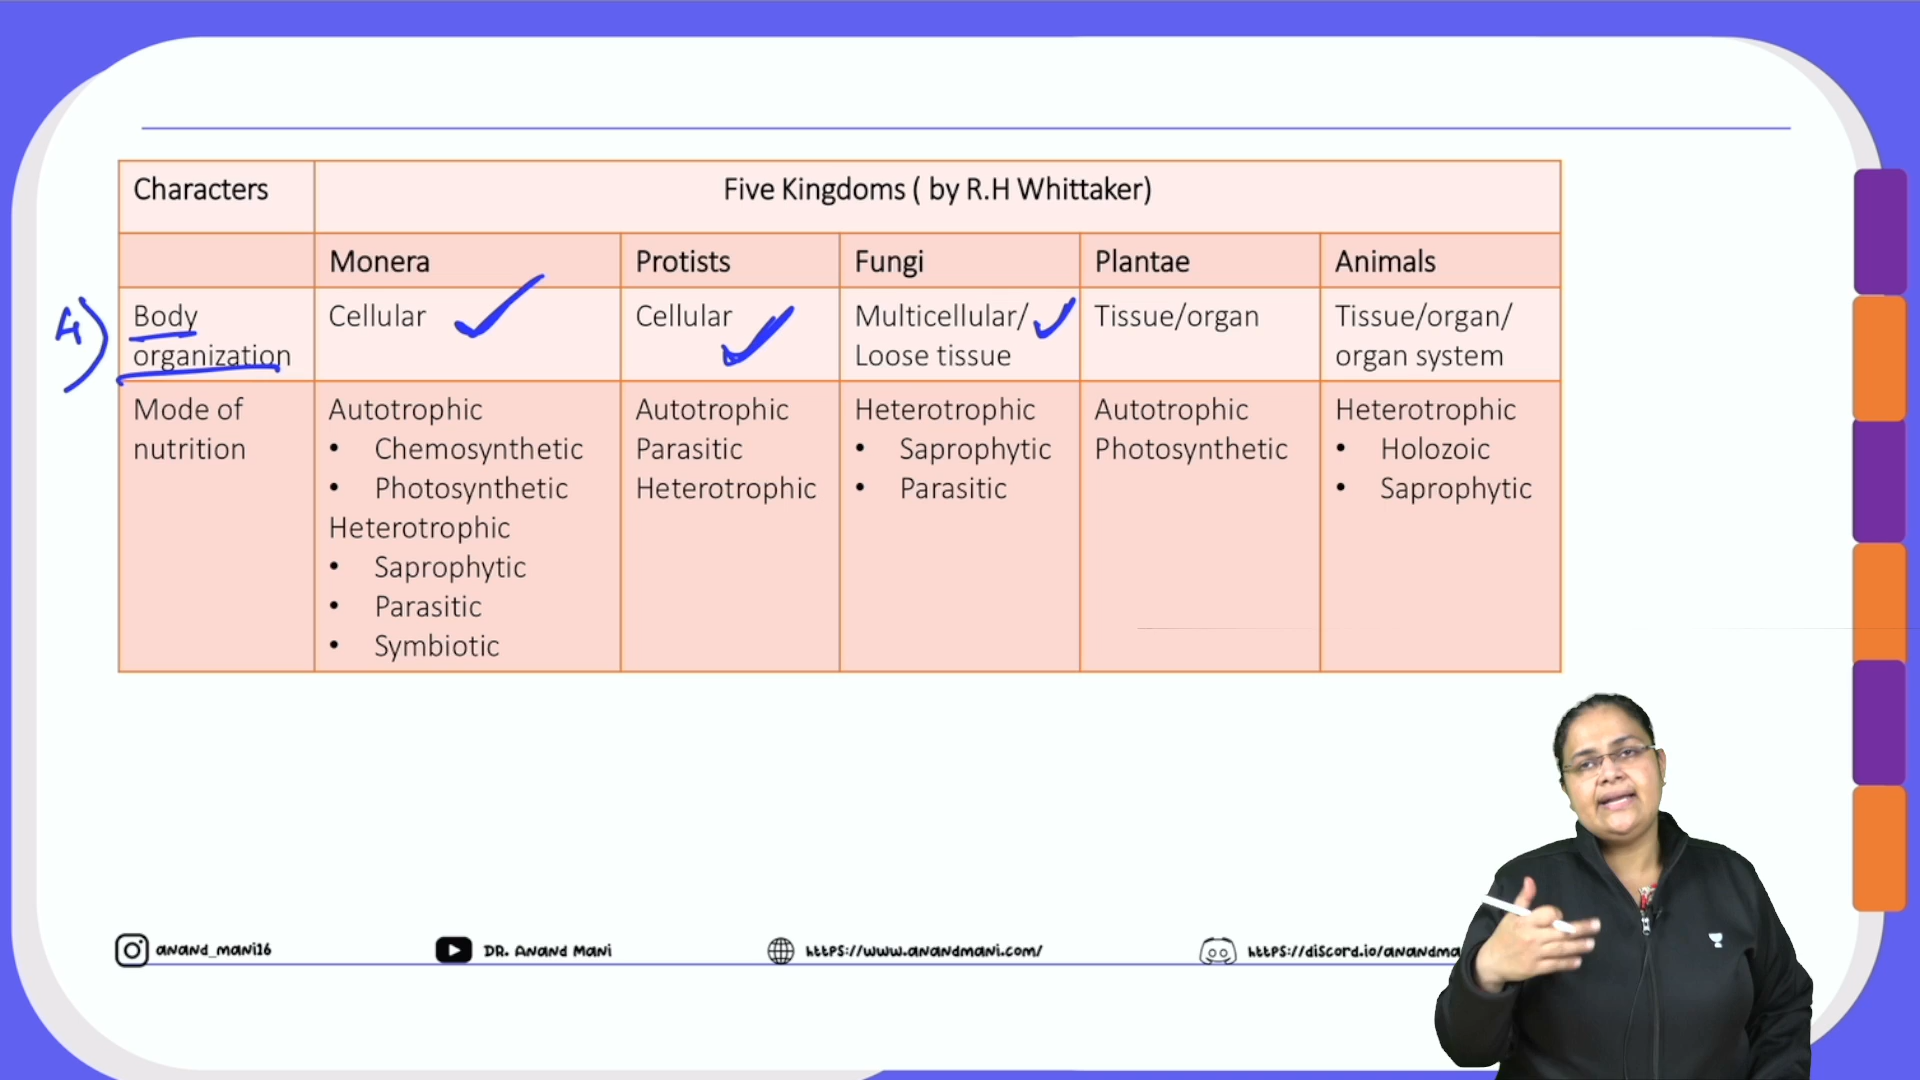 Characters
Five Kingdoms ( by R.H Whittaker)
Monera
Protists
Fungi
Plantae
Animals
4)
Body
organization
Cellular
Cellular
Multicellular/
Loose tissue
Tissue/organ
Tissue/organ/
organ system
Mode of
nutrition
Autotrophic
• Chemosynthetic
• Photosynthetic
Heterotrophic
• Saprophytic
• Parasitic
• Symbiotic
Autotrophic
Parasitic
Heterotrophic
Heterotrophic
• Saprophytic
• Parasitic
Autotrophic
Photosynthetic
Heterotrophic
• Holozoic
• Saprophytic
anand_mani16
DR. Anand Mani
https://www.anandmani.com/
https://discord.io/anandma